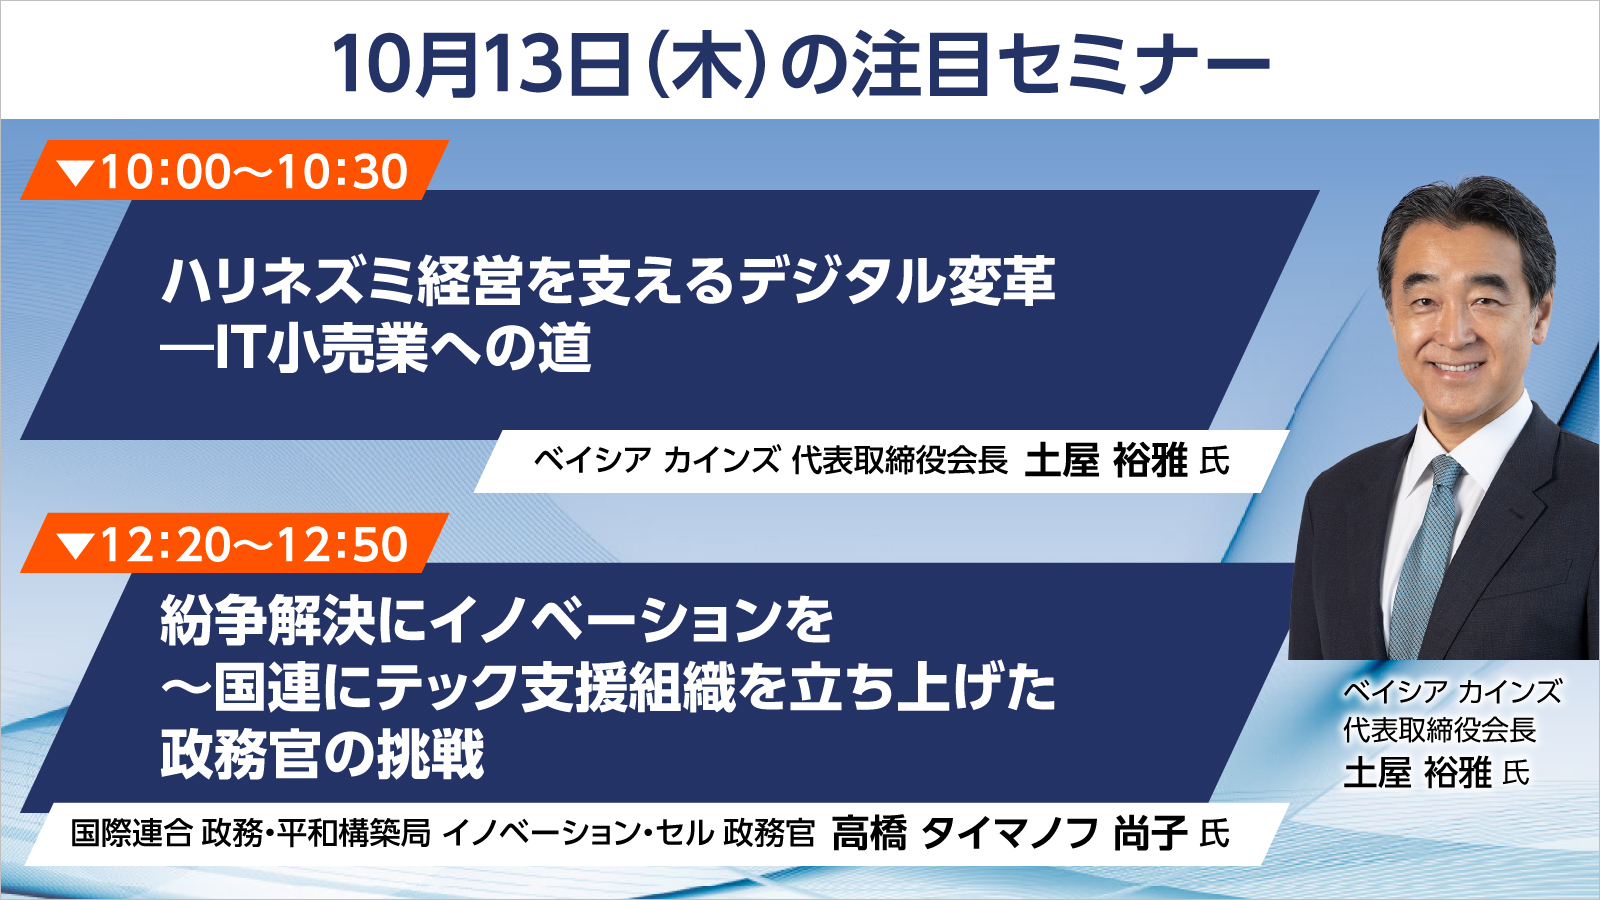 10月13日(木)の注目セミナー
▼10:00～10:30
ハリネズミ経営を支えるデジタル変革
―IT小売業への道
ベイシア カインズ 代表取締役会長 土屋 裕雅 氏
▼12:20～12:50
紛争解決にイノベーションを
～国連にテック支援組織を立ち上げた
政務官の挑戦
国際連合 政務・平和構築局 イノベーション・セル 政務官 高橋 タイマノフ 尚子 氏
ベイシア カインズ
代表取締役会長
土屋 裕雅 氏